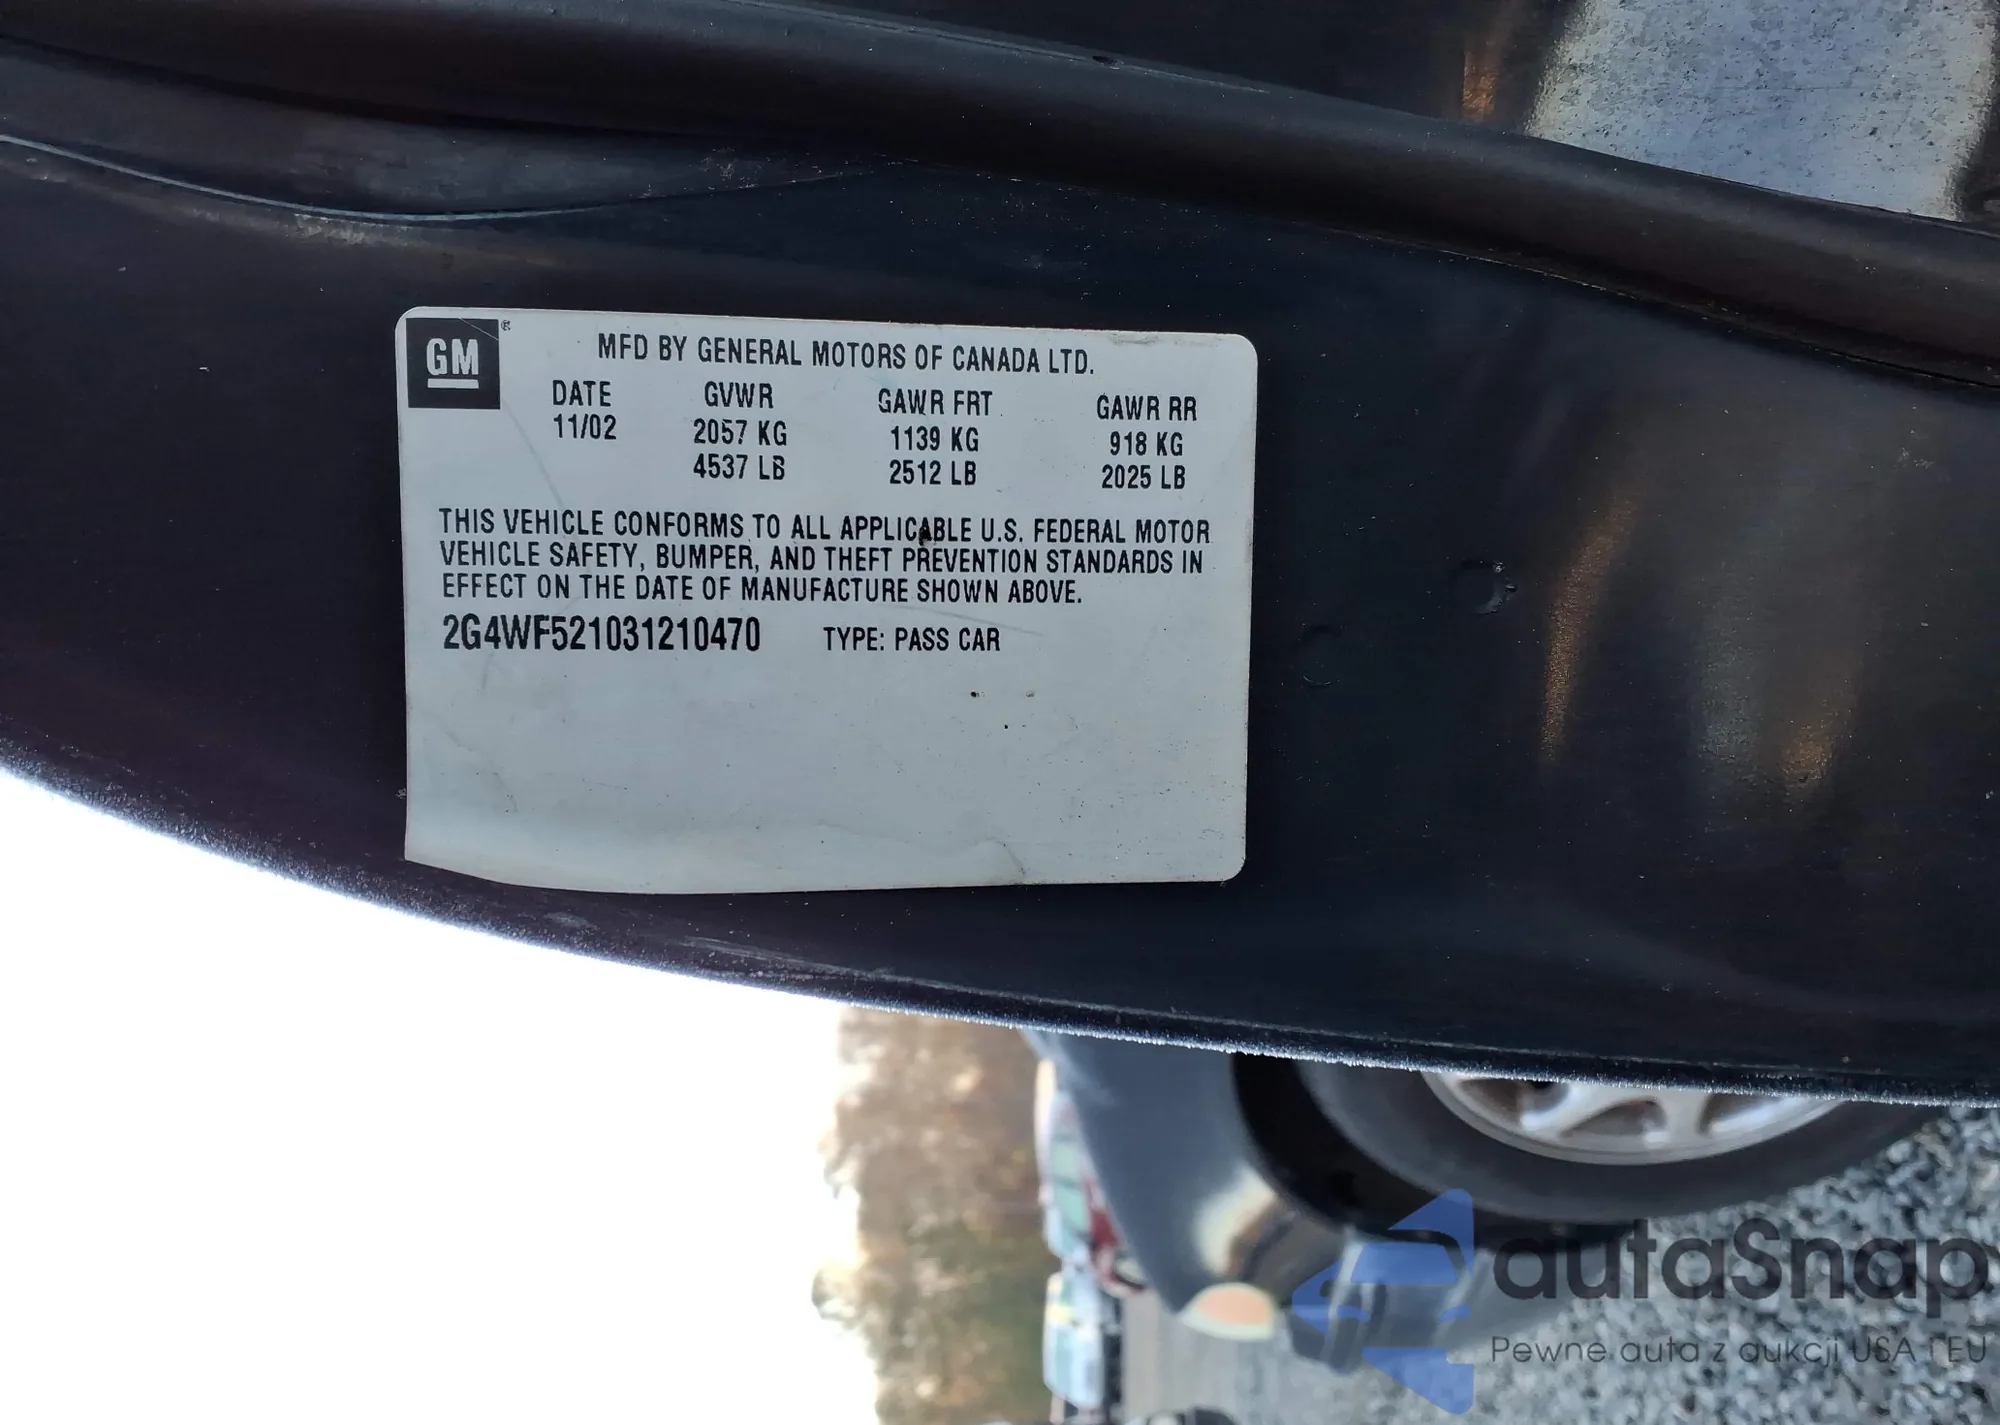 GM®
MFD BY GENERAL MOTORS OF CANADA LTD.
DATE GVWR GAWR FRT GAWR RR
11/02 2057 KG 1139 KG 918 KG
4537 LB 2512 LB 2025 LB
THIS VEHICLE CONFORMS TO ALL APPLICABLE U.S. FEDERAL MOTOR
VEHICLE SAFETY, BUMPER, AND THEFT PREVENTION STANDARDS IN
EFFECT ON THE DATE OF MANUFACTURE SHOWN ABOVE.
2G4WF521031210470 TYPE: PASS CAR
autaSnap
Pewne auta z aukcji USA i EU